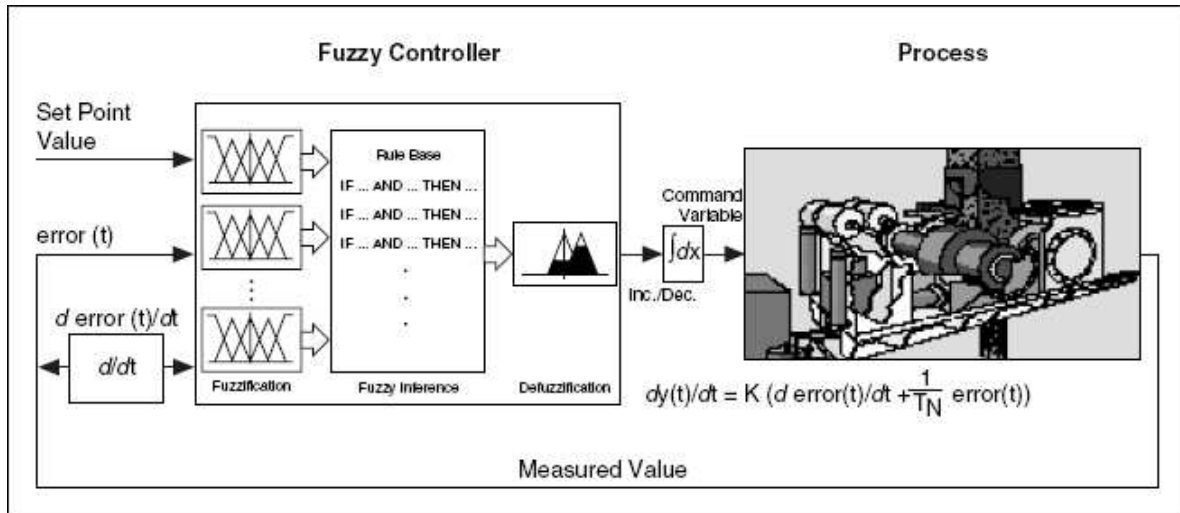 Fuzzy Controller
Process
Set Point
Value
error (t)
d error (t)/dt
d/dt
Rule Base
IF ... AND ... THEN ...
IF ... AND ... THEN ...
IF ... AND ... THEN ...
Fuzzification
Fuzzy Inference
Defuzzification
Command
Variable
∫dx
Inc./Dec.
dy(t)/dt = K (d error(t)/dt + 1/TN error(t))
Measured Value